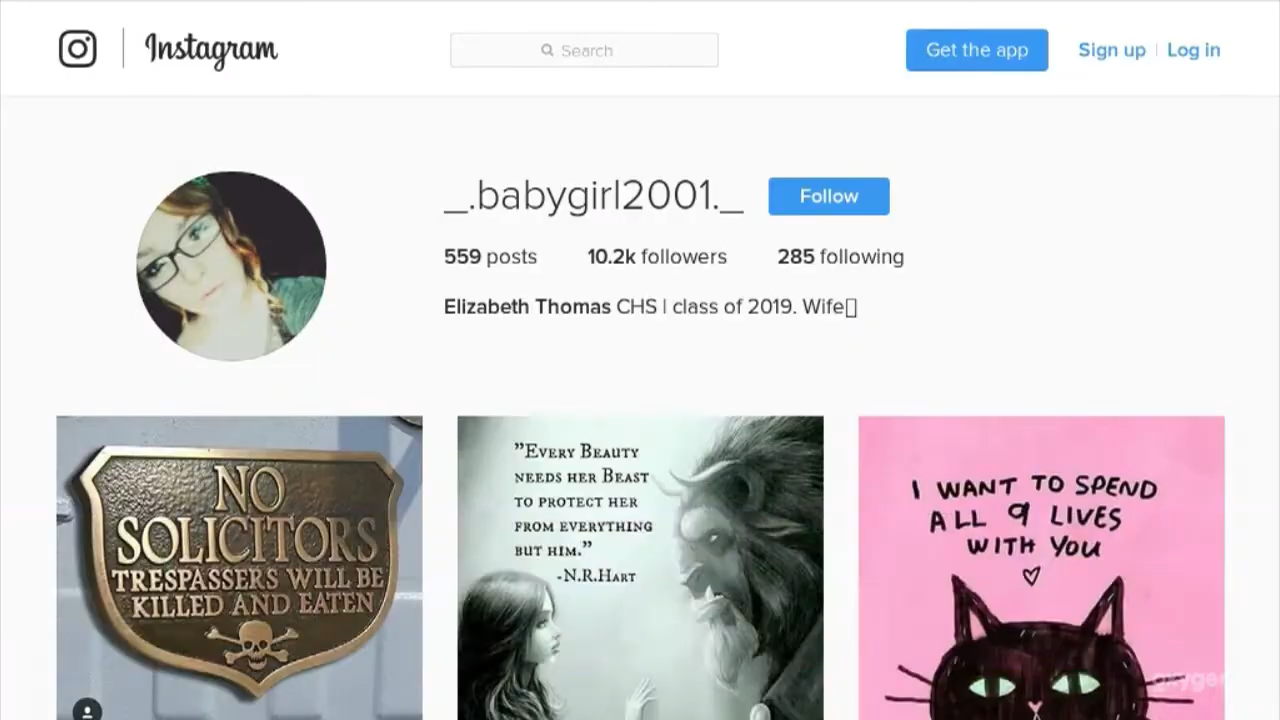 Instagram
Search
Get the app
Sign up | Log in
_.babygirl2001._
Follow
559 posts 10.2k followers 285 following
Elizabeth Thomas CHS | class of 2019. Wife▯
NO
SOLICITORS
TRESPASSERS WILL BE
KILLED AND EATEN
"EVERY BEAUTY
NEEDS HER BEAST
TO PROTECT HER
FROM EVERYTHING
BUT HIM."
-N.R.HART
I WANT TO SPEND
ALL 9 LIVES
WITH YOU
oxygen